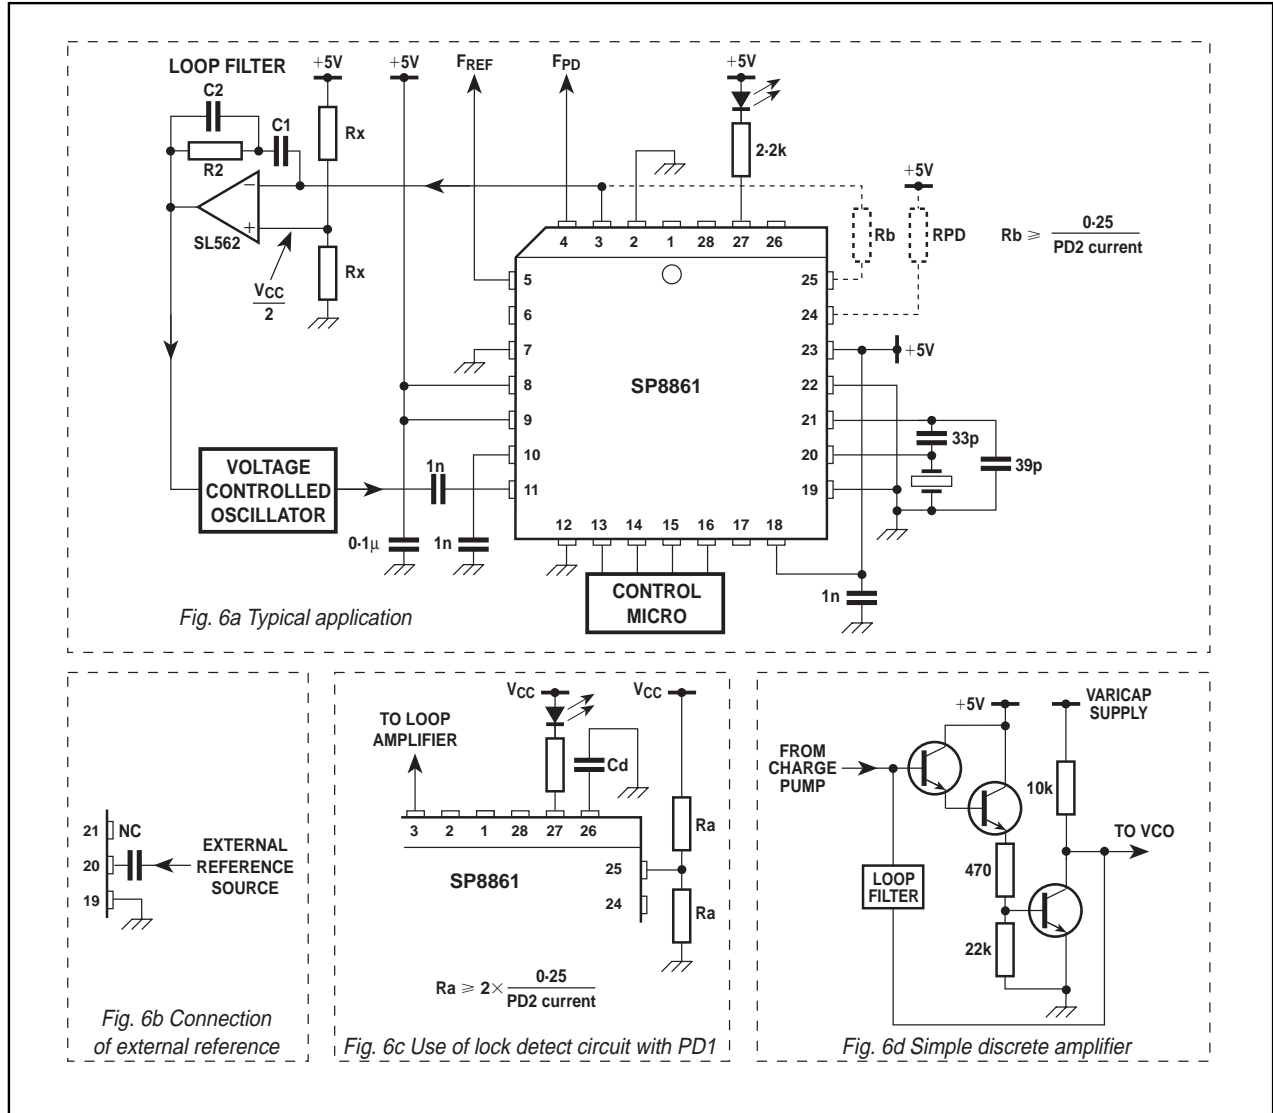 LOOP FILTER
+5V
+5V
FREF
FPD
+5V
C2
C1
Rx
R2
2·2k
+5V
−
+
SL562
VCC
2
Rx
4 3 2 1 28 27 26
Rb
RPD
Rb ⩾ 0·25
PD2 current
5
6
7
8
9
10
11
25
24
23
22
21
20
19
+5V
SP8861
33p
39p
VOLTAGE
CONTROLLED
OSCILLATOR
1n
12 13 14 15 16 17 18
0·1μ
1n
CONTROL
MICRO
1n
Fig. 6a Typical application
21
NC
20
19
EXTERNAL
REFERENCE
SOURCE
Fig. 6b Connection
of external reference
VCC
VCC
TO LOOP
AMPLIFIER
Cd
3 2 1 28 27 26
Ra
25
SP8861
24
Ra
Ra ⩾ 2× 0·25
PD2 current
Fig. 6c Use of lock detect circuit with PD1
+5V
VARICAP
SUPPLY
FROM
CHARGE
PUMP
10k
TO VCO
470
LOOP
FILTER
22k
Fig. 6d Simple discrete amplifier